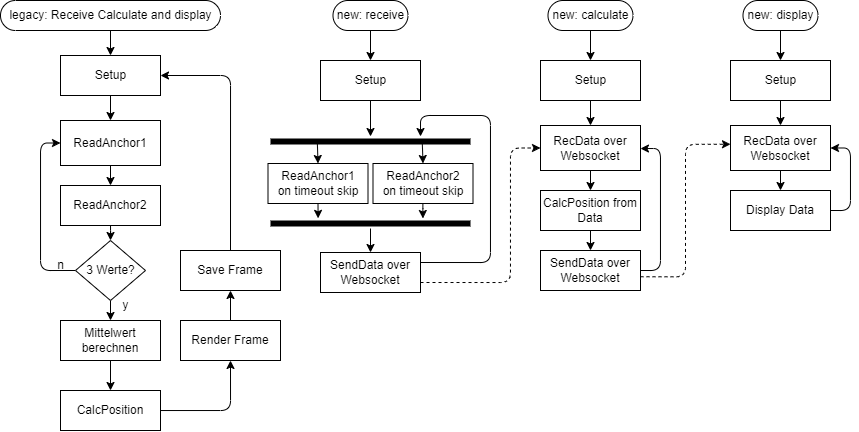 legacy: Receive Calculate and display
Setup
ReadAnchor1
ReadAnchor2
3 Werte?
n
y
Mittelwert
berechnen
CalcPosition
Render Frame
Save Frame
new: receive
Setup
ReadAnchor1
on timeout skip
ReadAnchor2
on timeout skip
SendData over
Websocket
new: calculate
Setup
RecData over
Websocket
CalcPosition from
Data
SendData over
Websocket
new: display
Setup
RecData over
Websocket
Display Data